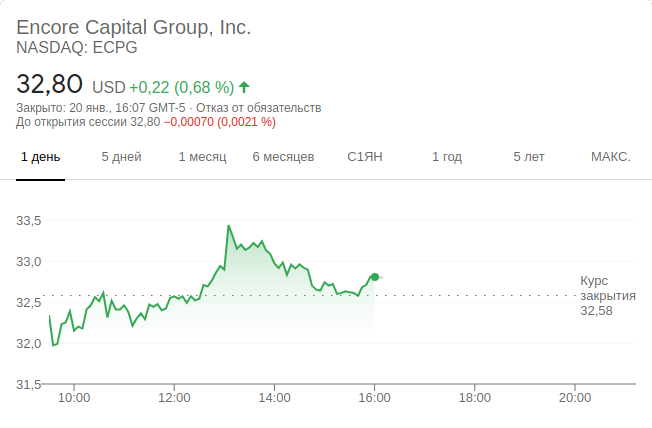 Encore Capital Group, Inc.
NASDAQ: ECPG
32,80 USD +0,22 (0,68 %)
Закрыто: 20 янв., 16:07 GMT-5 · Отказ от обязательств
До открытия сессии 32,80 −0,00070 (0,0021 %)
1 день 5 дней 1 месяц 6 месяцев С1ЯН 1 год 5 лет МАКС.
33,5
33,0
32,5
32,0
31,5
Курс
закрытия
32,58
10:00 12:00 14:00 16:00 18:00 20:00